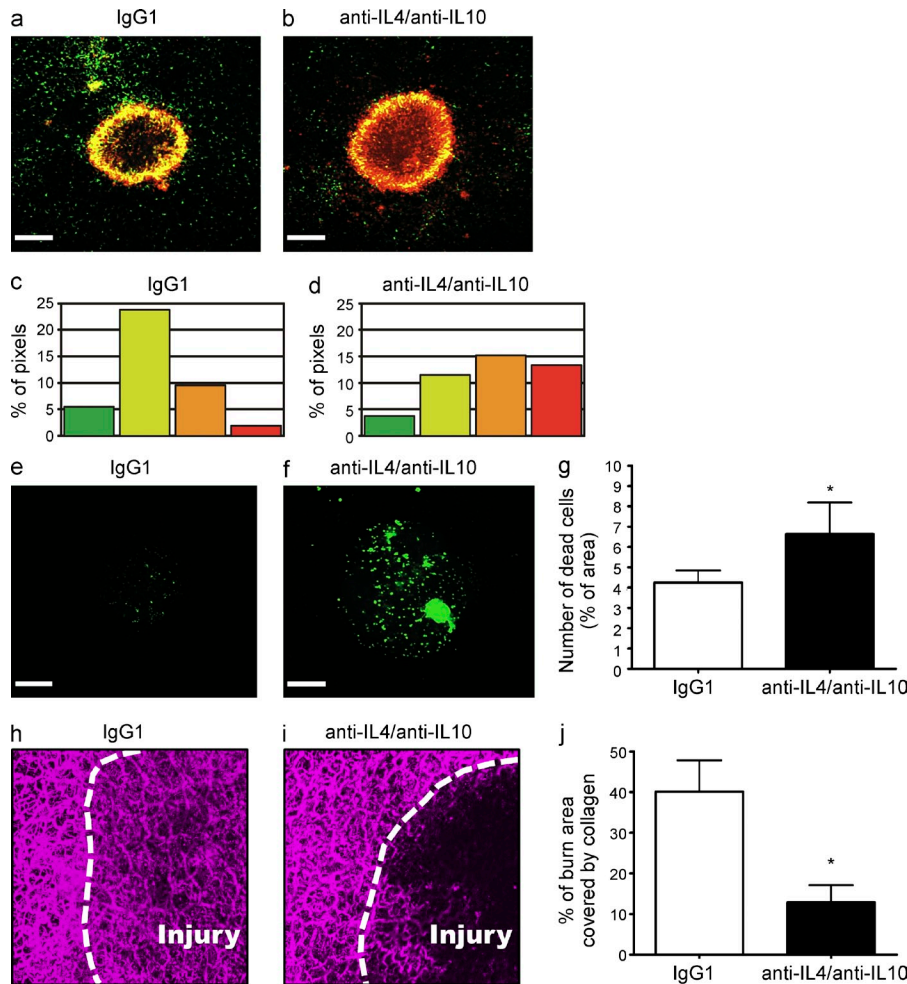 a IgG1
b anti-IL4/anti-IL10
c IgG1
% of pixels
25
20
15
10
5
0
d anti-IL4/anti-IL10
% of pixels
25
20
15
10
5
0
e IgG1
f anti-IL4/anti-IL10
g
Number of dead cells
(% of area)
10
9
8
7
6
5
4
3
2
1
0
*
IgG1 anti-IL4/anti-IL10
h IgG1
Injury
i anti-IL4/anti-IL10
Injury
j
% of burn area
covered by collagen
50
40
30
20
10
0
*
IgG1 anti-IL4/anti-IL10